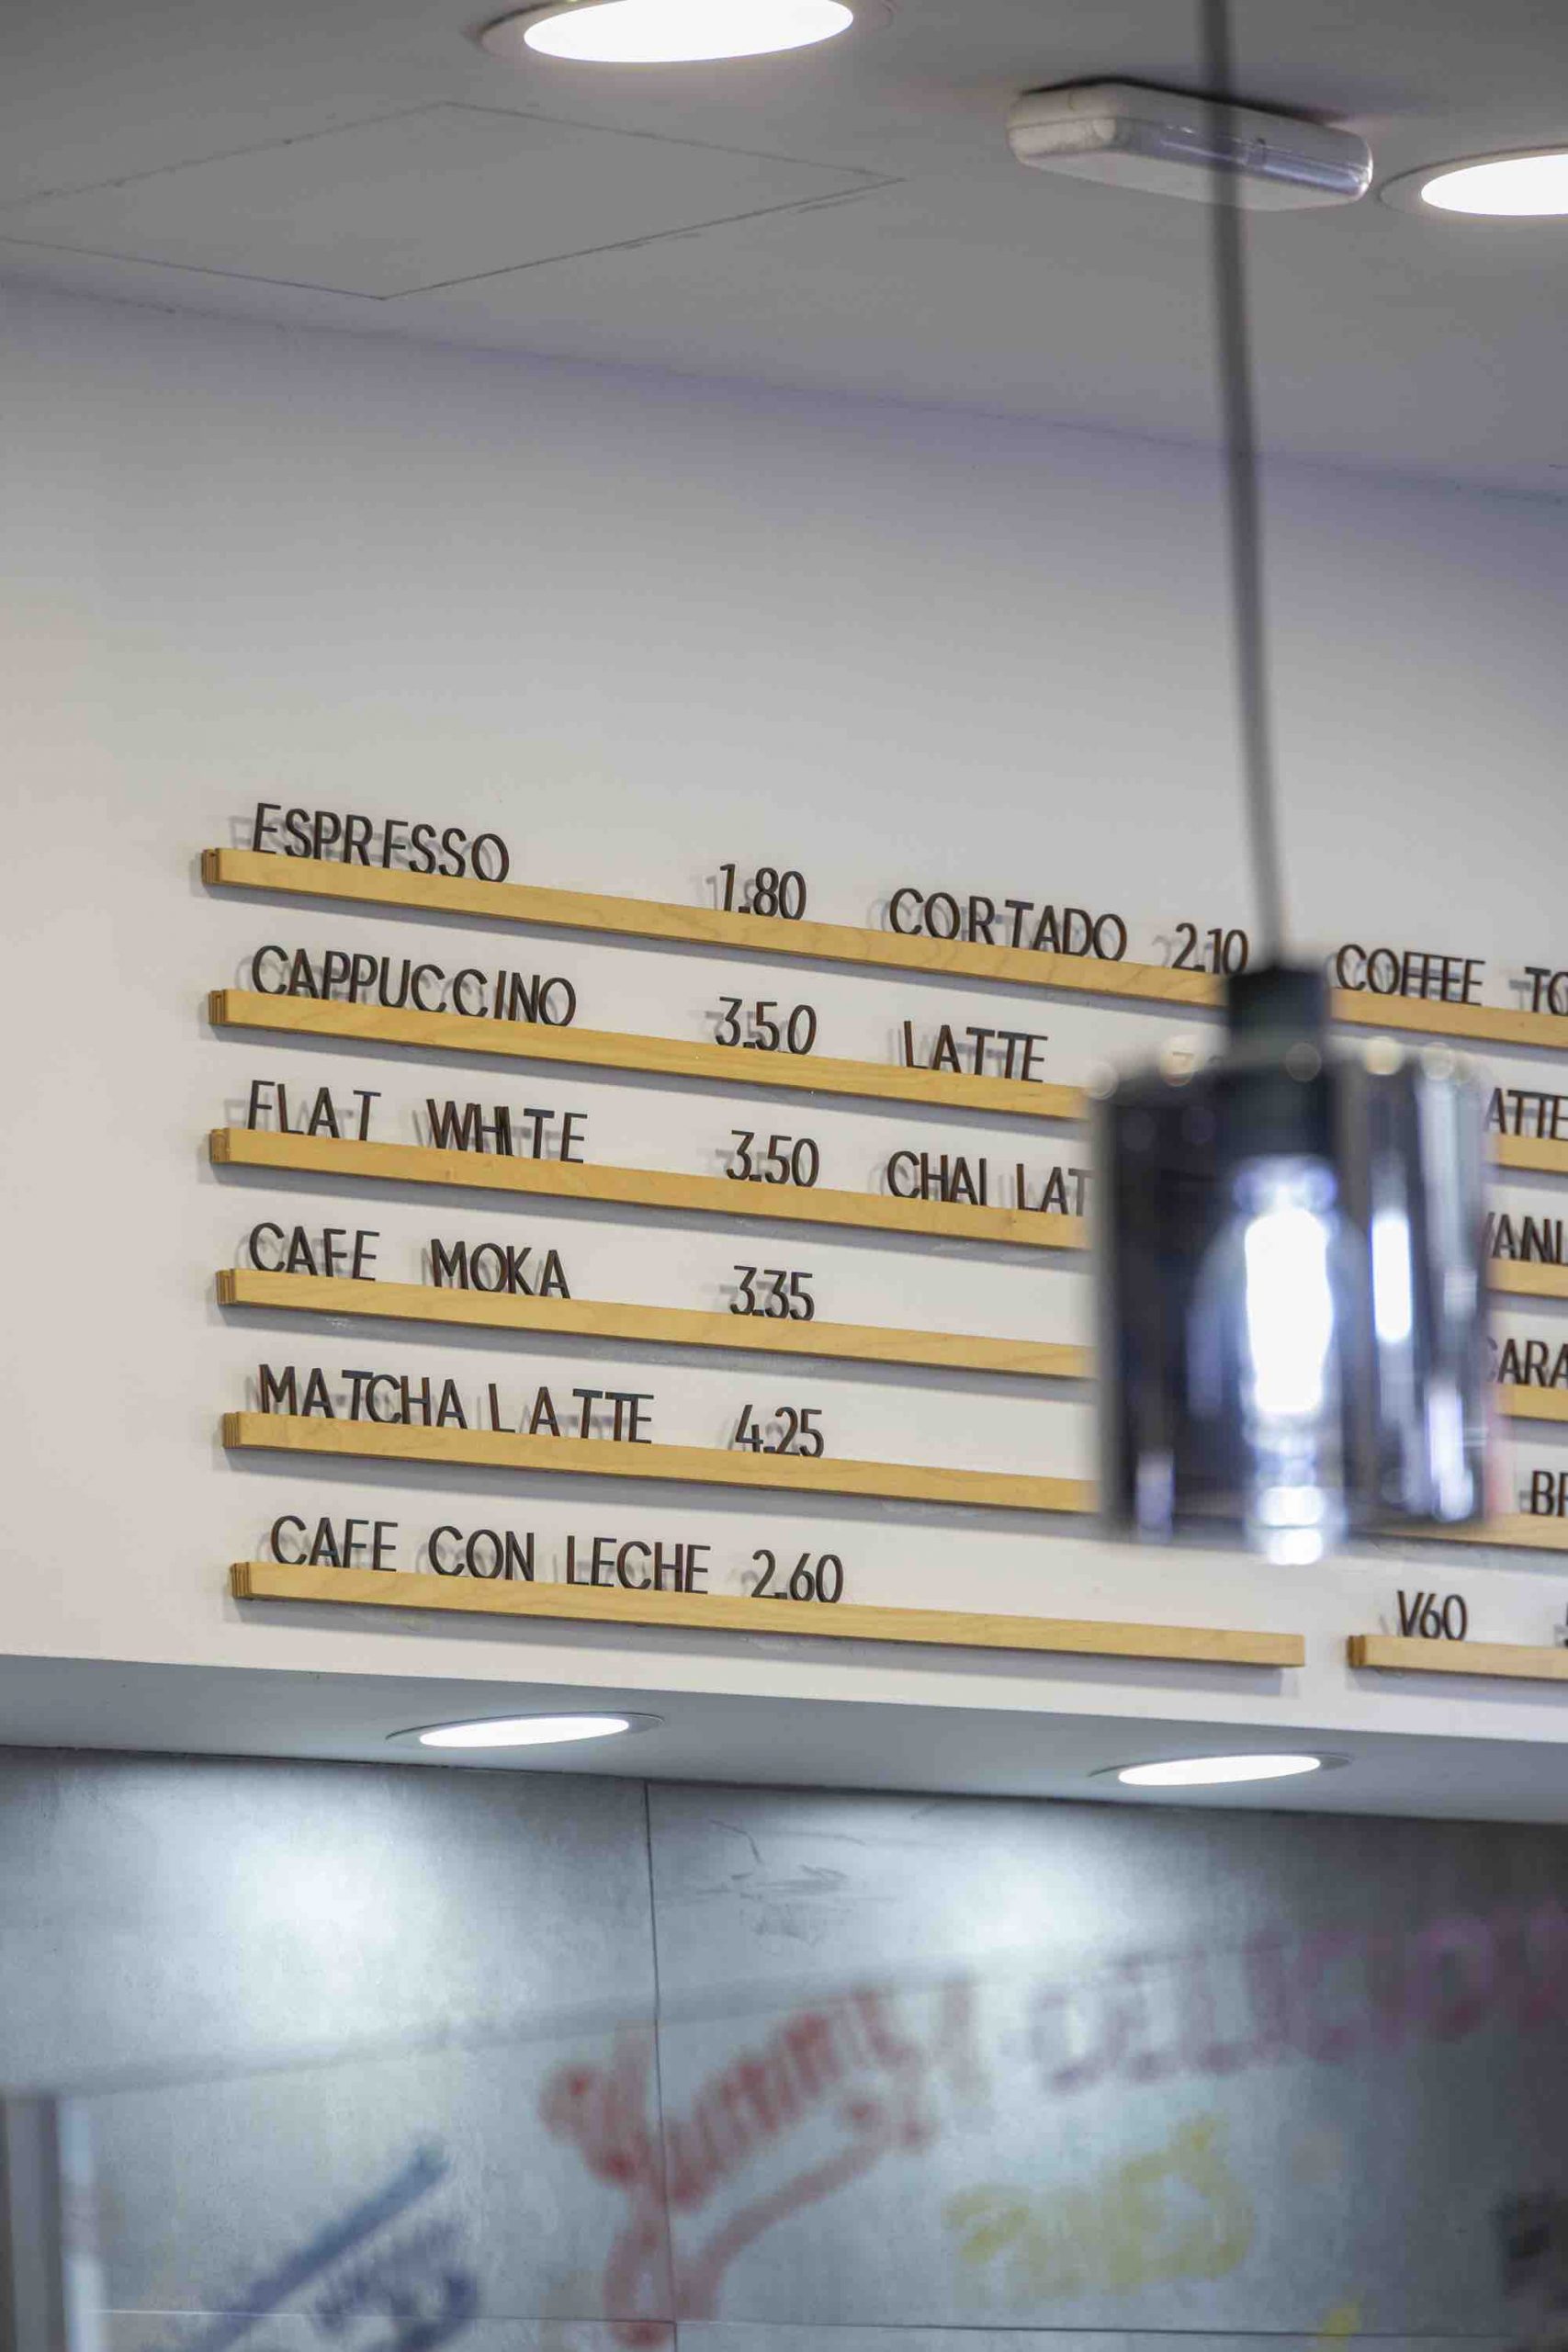 ESPRESSO 1.80 CORTADO 2.10 COFFEE
CAPPUCCINO 3.50 LATTE
FLAT WHITE 3.50 CHAI
CAFE MOKA 3.35
MATCHA LATTE 4.25
CAFE CON LECHE 2.60 V60
Yummy